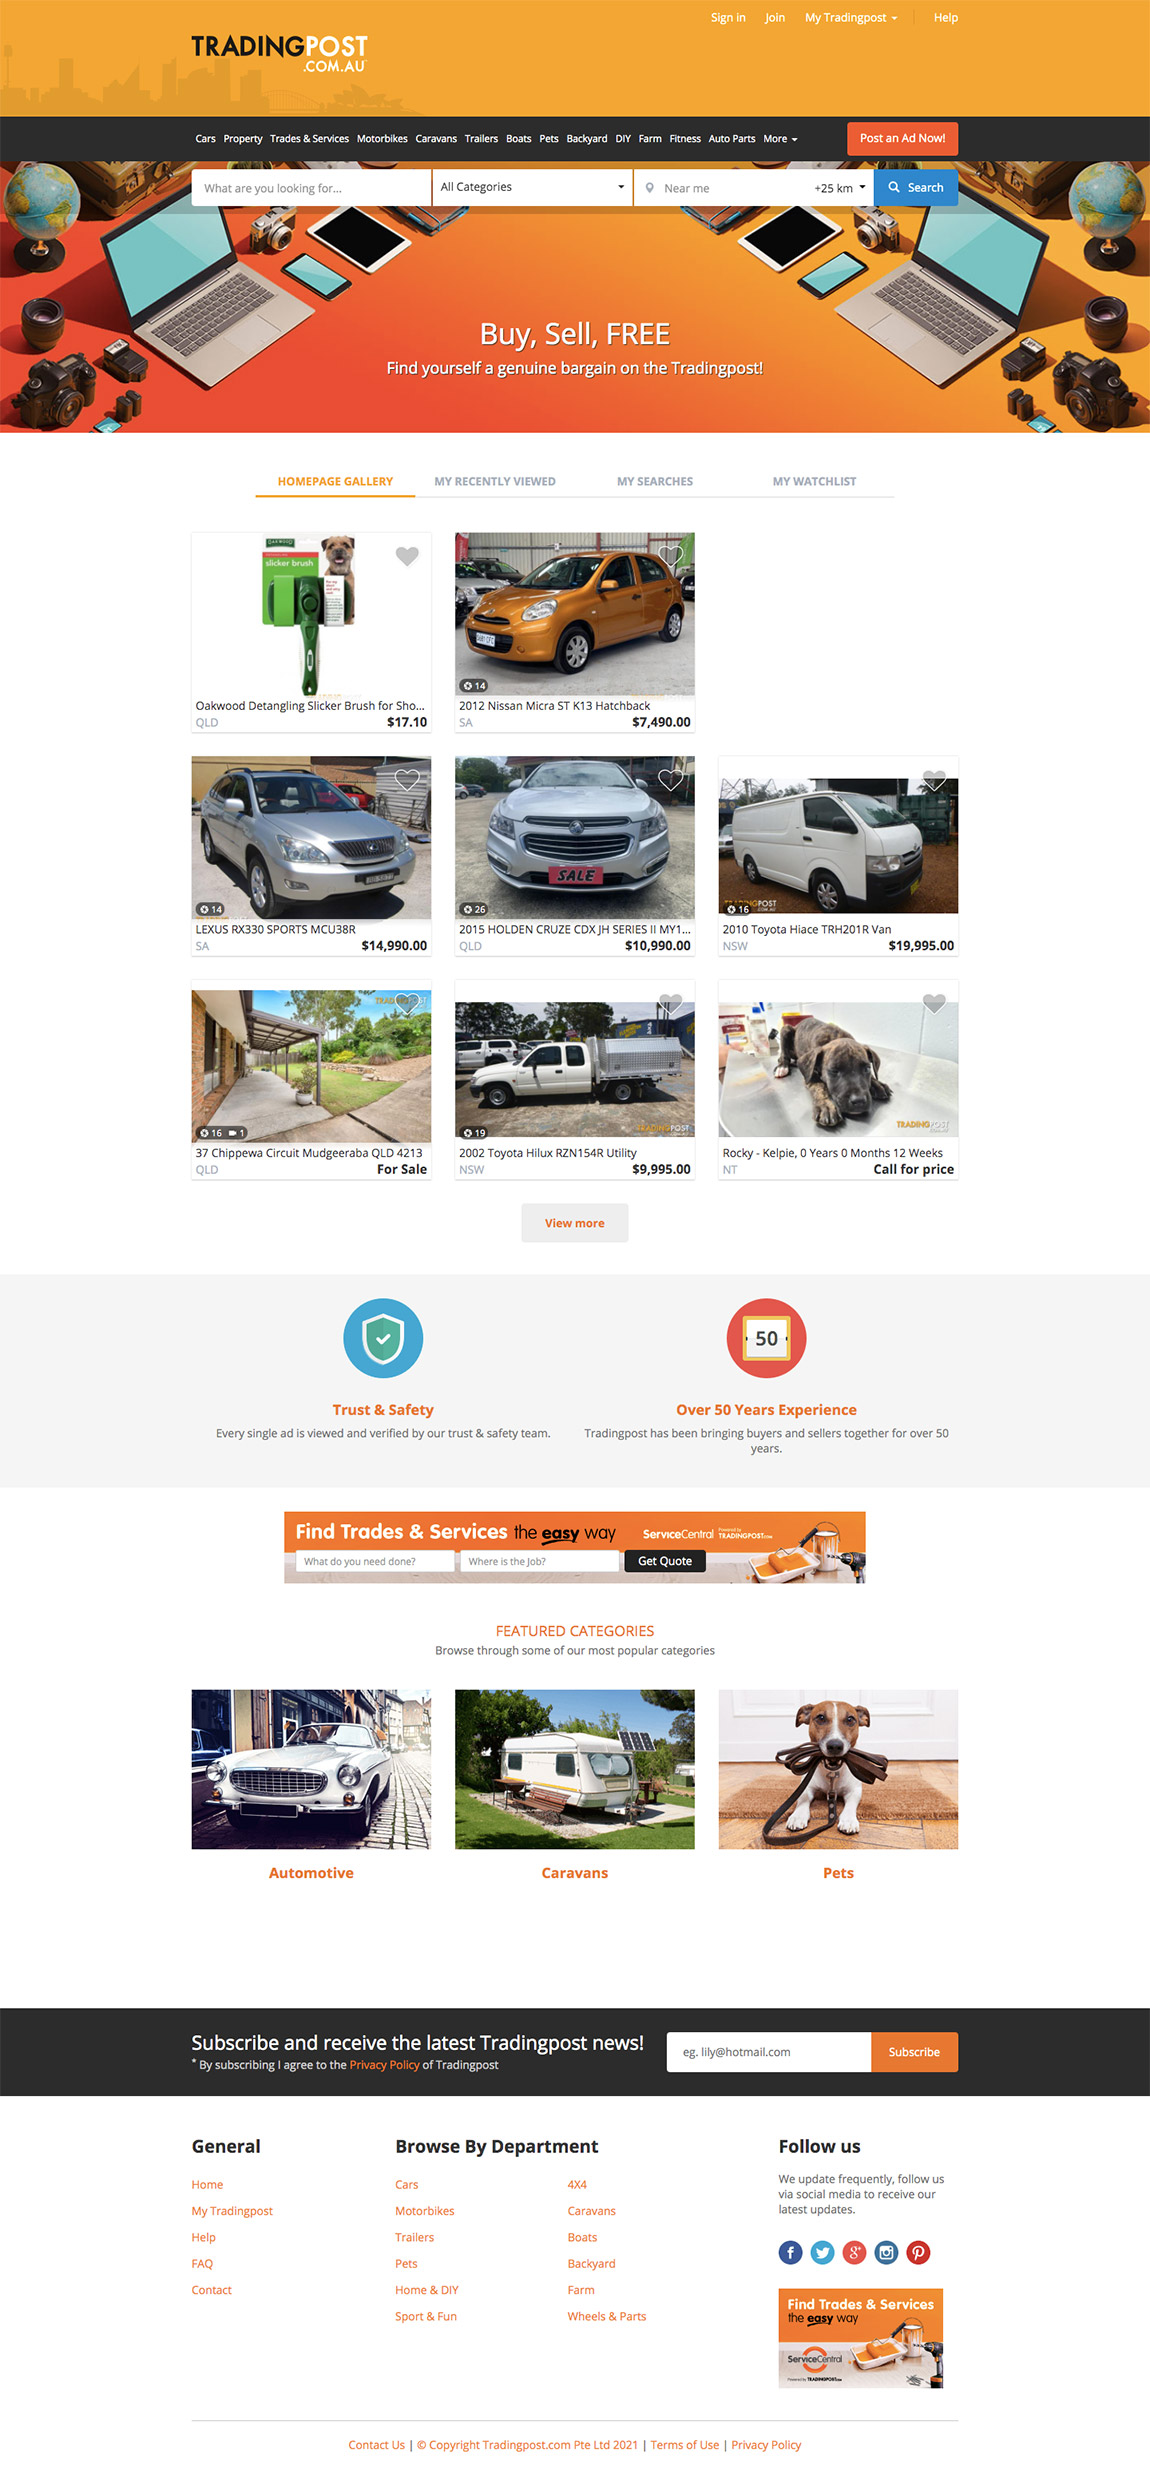 Sign in Join My Tradingpost Help
TRADINGPOST
.COM.AU
Cars Property Trades & Services Motorbikes Caravans Trailers Boats Pets Backyard DIY Farm Fitness Auto Parts More Post an Ad Now!
What are you looking for... All Categories Near me +25 km Search
Buy, Sell, FREE
Find yourself a genuine bargain on the Tradingpost!
HOMEPAGE GALLERY MY RECENTLY VIEWED MY SEARCHES MY WATCHLIST
OAKWOOD
slicker brush
14
Oakwood Detangling Slicker Brush for Sho... 2012 Nissan Micra ST K13 Hatchback
QLD $17.10 SA $7,490.00
SALE
14 26 16
TRADINGPOST
LEXUS RX330 SPORTS MCU38R 2015 HOLDEN CRUZE CDX JH SERIES II MY1... 2010 Toyota Hiace TRH201R Van
SA $14,990.00 QLD $10,990.00 NSW $19,995.00
TRADINGPOST
16 1 19 TRADINGPOST
37 Chippewa Circuit Mudgeeraba QLD 4213 2002 Toyota Hilux RZN154R Utility Rocky - Kelpie, 0 Years 0 Months 12 Weeks
QLD For Sale NSW $9,995.00 NT Call for price
View more
50
Trust & Safety Over 50 Years Experience
Every single ad is viewed and verified by our trust & safety team. Tradingpost has been bringing buyers and sellers together for over 50
years.
Find Trades & Services the easy way ServiceCentral Powered by TRADINGPOST.com
What do you need done? Where is the Job? Get Quote
FEATURED CATEGORIES
Browse through some of our most popular categories
Automotive Caravans Pets
Subscribe and receive the latest Tradingpost news!
* By subscribing I agree to the Privacy Policy of Tradingpost
eg. lily@hotmail.com Subscribe
General Browse By Department Follow us
Home Cars 4X4
My Tradingpost Motorbikes Caravans
Help Trailers Boats
FAQ Pets Backyard
Contact Home & DIY Farm
Sport & Fun Wheels & Parts
We update frequently, follow us
via social media to receive our
latest updates.
Find Trades & Services
the easy way
ServiceCentral
Powered by TRADINGPOST.com
Contact Us | © Copyright Tradingpost.com Pte Ltd 2021 | Terms of Use | Privacy Policy